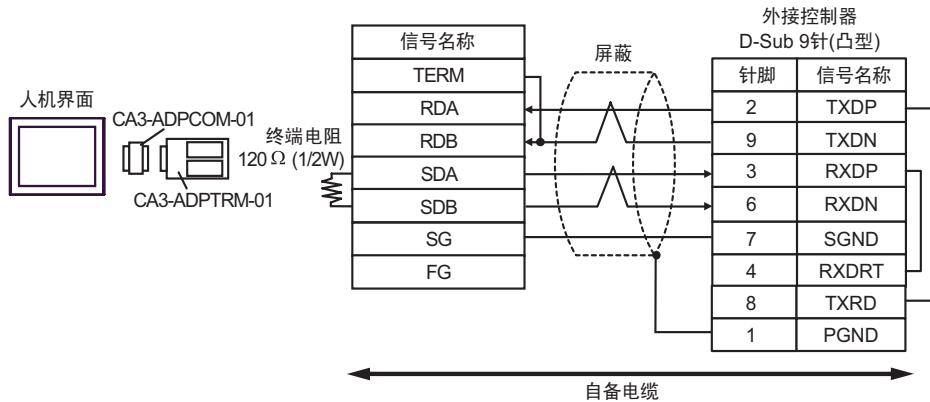 人机界面
CA3-ADPCOM-01
CA3-ADPTRM-01
终端电阻
120 Ω (1/2W)
信号名称
TERM
RDA
RDB
SDA
SDB
SG
FG
屏蔽
外接控制器
D-Sub 9针(凸型)
针脚 信号名称
2 TXDP
9 TXDN
3 RXDP
6 RXDN
7 SGND
4 RXDRT
8 TXRD
1 PGND
自备电缆